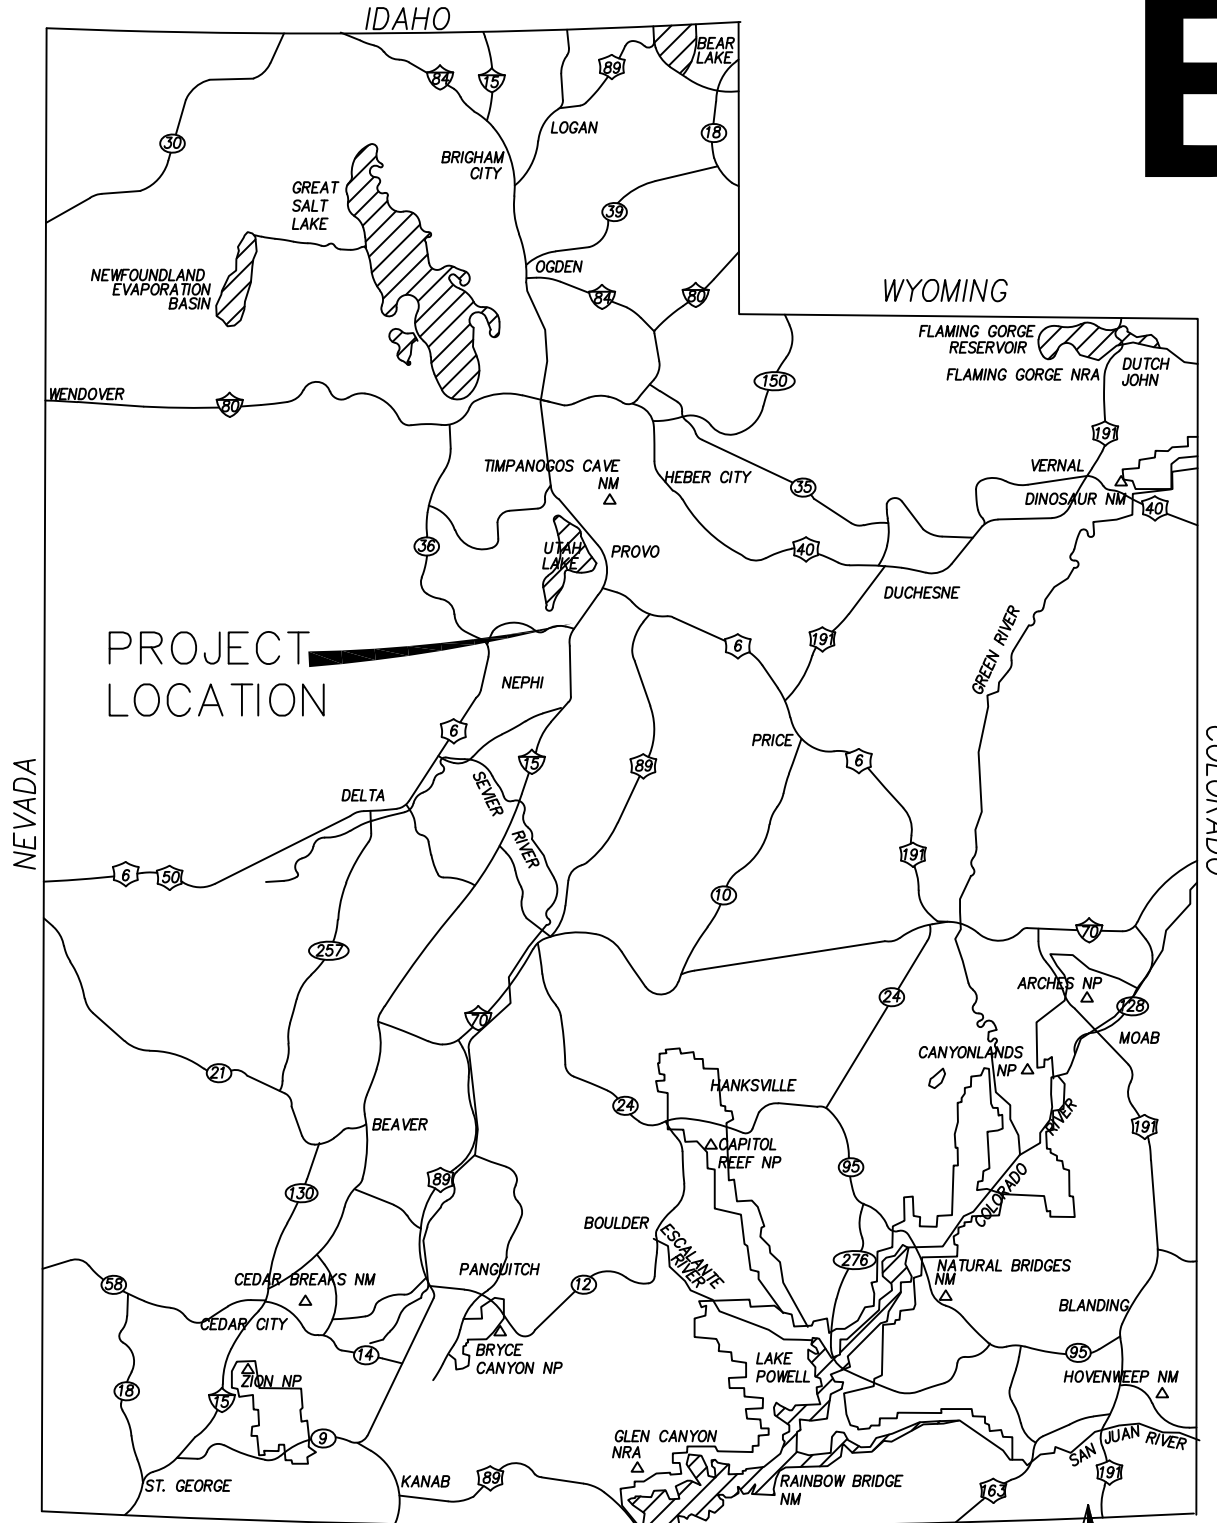 IDAHO
E
BEAR
LAKE
84
15
89
30
LOGAN
18
BRIGHAM
CITY
GREAT
SALT
LAKE
39
NEWFOUNDLAND
EVAPORATION
BASIN
OGDEN
84
80
WYOMING
FLAMING GORGE
RESERVOIR
FLAMING GORGE NRA
DUTCH
JOHN
150
WENDOVER
80
191
TIMPANOGOS CAVE
NM
HEBER CITY
35
VERNAL
DINOSAUR NM
40
36
UTAH
LAKE
PROVO
40
DUCHESNE
PROJECT
LOCATION
6
191
GREEN RIVER
NEPHI
6
15
89
PRICE
6
NEVADA
COLORADO
DELTA
SEVIER
RIVER
6
50
191
10
257
70
24
ARCHES NP
128
70
MOAB
21
CANYONLANDS
NP
HANKSVILLE
24
BEAVER
RIVER
191
CAPITOL
REEF NP
95
89
130
COLORADO
BOULDER
ESCALANTE
RIVER
276
NATURAL BRIDGES
NM
58
CEDAR BREAKS NM
PANGUITCH
12
BLANDING
CEDAR CITY
14
BRYCE
CANYON NP
95
LAKE
POWELL
HOVENWEEP NM
ZION NP
18
15
9
GLEN CANYON
NRA
SAN JUAN RIVER
ST. GEORGE
KANAB
89
RAINBOW BRIDGE
NM
163
191